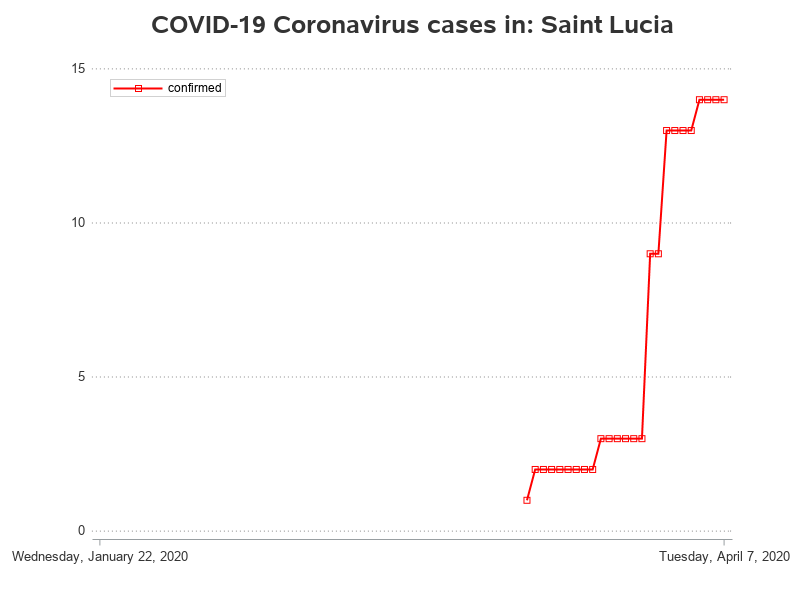 COVID-19 Coronavirus cases in: Saint Lucia
15
confirmed
10
5
0
Wednesday, January 22, 2020 Tuesday, April 7, 2020